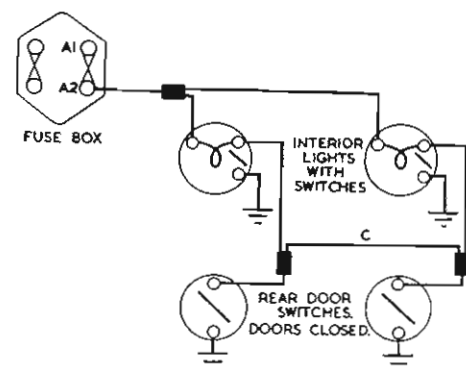 A1
A2
FUSE BOX
INTERIOR
LIGHTS
WITH
SWITCHES
C
REAR DOOR
SWITCHES.
DOORS CLOSED.